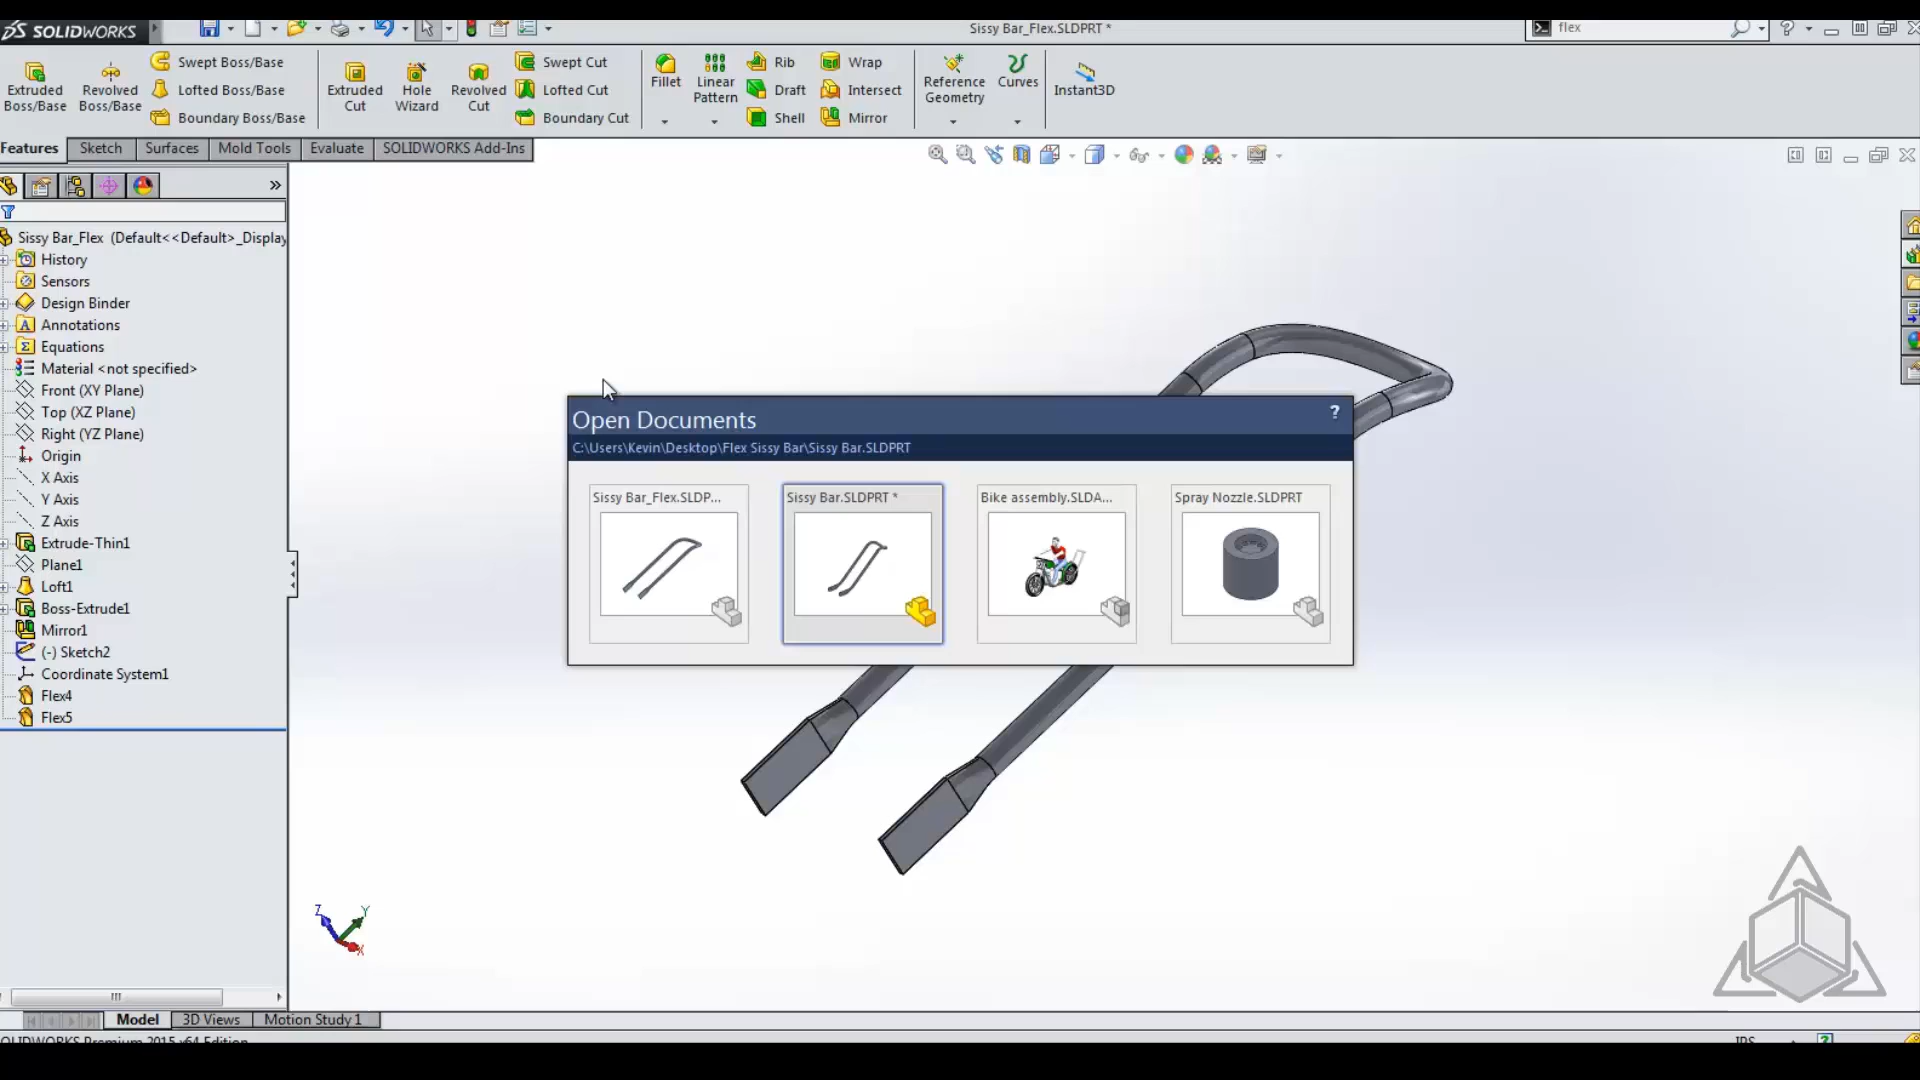 SOLIDWORKS
Sissy Bar_Flex.SLDPRT *
flex
Extruded Boss/Base
Revolved Boss/Base
Swept Boss/Base
Lofted Boss/Base
Boundary Boss/Base
Extruded Cut
Hole Wizard
Revolved Cut
Swept Cut
Lofted Cut
Boundary Cut
Fillet
Linear Pattern
Rib
Draft
Shell
Wrap
Intersect
Mirror
Reference Geometry
Curves
Instant3D
Features
Sketch
Surfaces
Mold Tools
Evaluate
SOLIDWORKS Add-Ins
Sissy Bar_Flex (Default<<Default>_Display
History
Sensors
Design Binder
Annotations
Equations
Material <not specified>
Front (XY Plane)
Top (XZ Plane)
Right (YZ Plane)
Origin
X Axis
Y Axis
Z Axis
Extrude-Thin1
Plane1
Loft1
Boss-Extrude1
Mirror1
(-) Sketch2
Coordinate System1
Flex4
Flex5
Open Documents
?
C:\Users\Kevin\Desktop\Flex Sissy Bar\Sissy Bar.SLDPRT
Sissy Bar_Flex.SLDP...
Sissy Bar.SLDPRT *
Bike assembly.SLDA...
Spray Nozzle.SLDPRT
Z
Y
X
Model
3D Views
Motion Study 1
SOLIDWORKS Premium 2015 x64 Edition
IPS